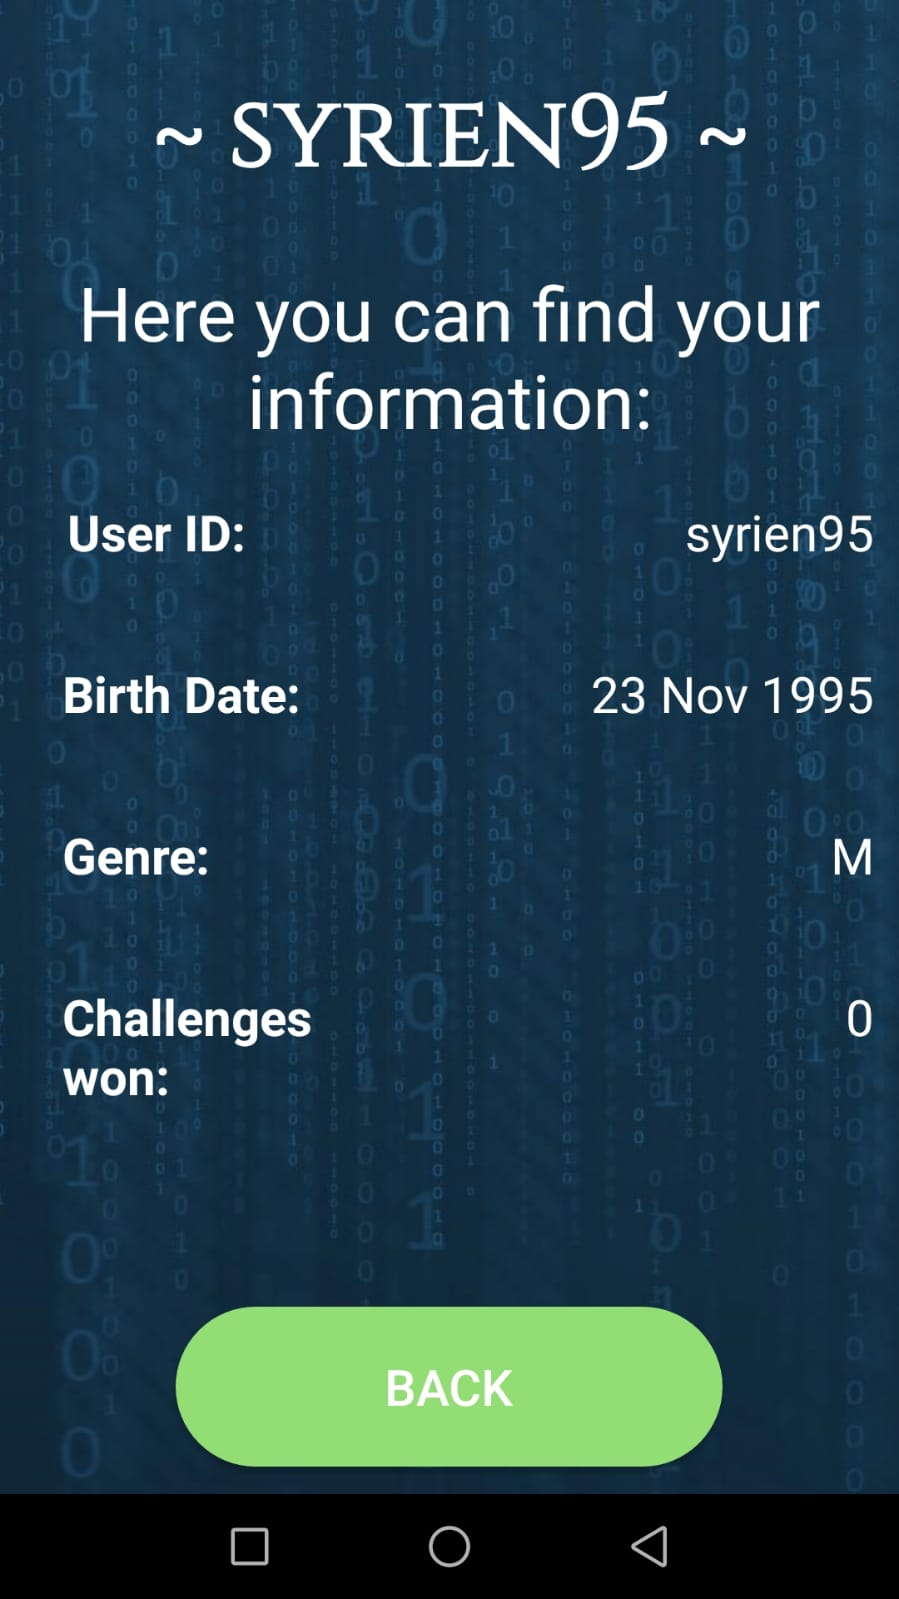 ~ SYRIEN95 ~
Here you can find your
information:
User ID: syrien95
Birth Date: 23 Nov 1995
Genre: M
Challenges 0
won:
BACK